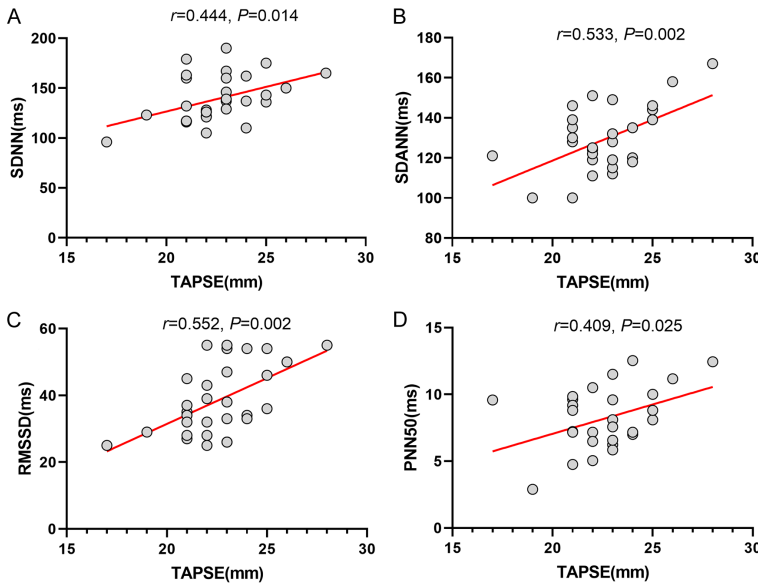 A
r=0.444, P=0.014
SDNN(ms)
200
150
100
50
0
15
20
25
30
TAPSE(mm)
B
r=0.533, P=0.002
SDANN(ms)
180
160
140
120
100
80
15
20
25
30
TAPSE(mm)
C
r=0.552, P=0.002
RMSSD(ms)
60
40
20
0
15
20
25
30
TAPSE(mm)
D
r=0.409, P=0.025
PNN50(ms)
15
10
5
0
15
20
25
30
TAPSE(mm)